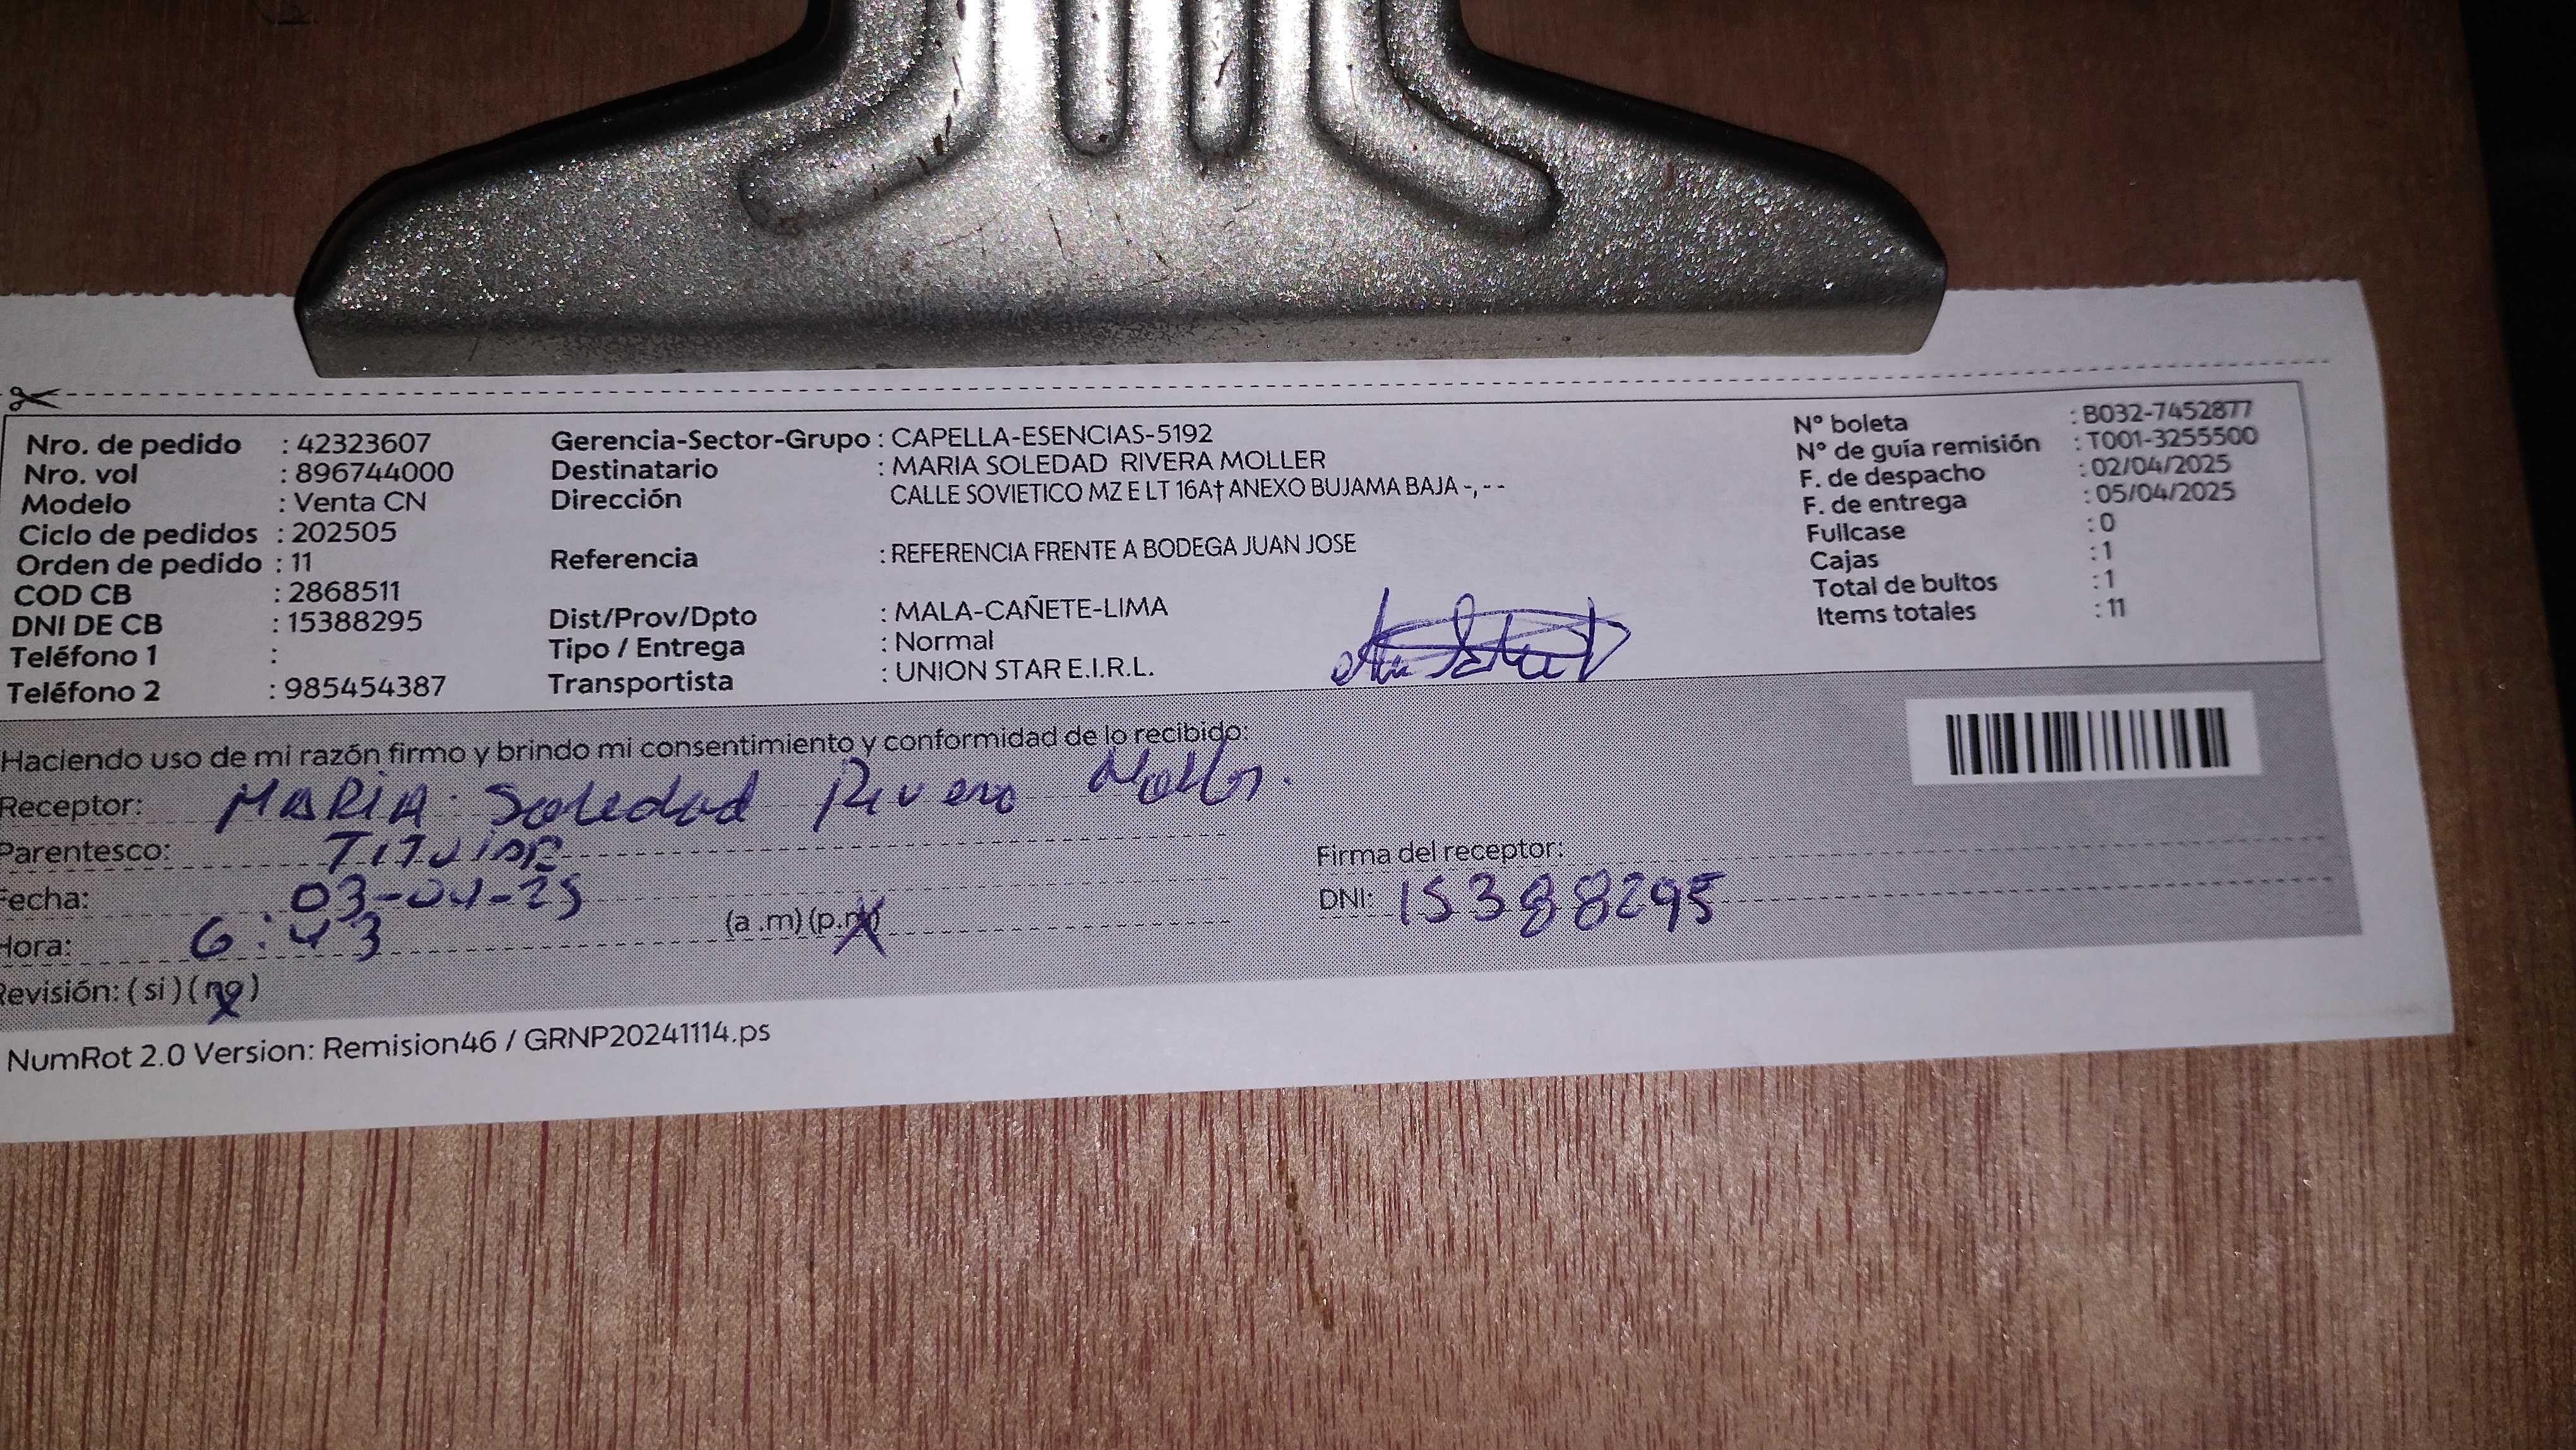 Nro. de pedido : 42323607
Nro. vol : 896744000
Modelo : Venta CN
Ciclo de pedidos : 202505
Orden de pedido : 11
COD CB : 2868511
DNI DE CB : 15388295
Teléfono 1 :
Teléfono 2 : 985454387
Gerencia-Sector-Grupo : CAPELLA-ESENCIAS-5192
Destinatario : MARIA SOLEDAD RIVERA MOLLER
Dirección CALLE SOVIETICO MZ E LT 16A† ANEXO BUJAMA BAJA -, - -
Referencia : REFERENCIA FRENTE A BODEGA JUAN JOSE
Dist/Prov/Dpto : MALA-CAÑETE-LIMA
Tipo / Entrega : Normal
Transportista : UNION STAR E.I.R.L.
N° boleta : B032-7452877
N° de guía remisión : T001-3255500
F. de despacho : 02/04/2025
F. de entrega : 05/04/2025
Fullcase : 0
Cajas : 1
Total de bultos : 1
Items totales : 11
Haciendo uso de mi razón firmo y brindo mi consentimiento y conformidad de lo recibido:
Receptor: MARIA Soledad Rivera Moller.
Parentesco: TITULAR
Fecha: 03-04-25
Hora: 6:43 (a .m) (p.m)
Revisión: ( si ) ( no )
Firma del receptor:
DNI: 15388295
NumRot 2.0 Version: Remision46 / GRNP20241114.ps